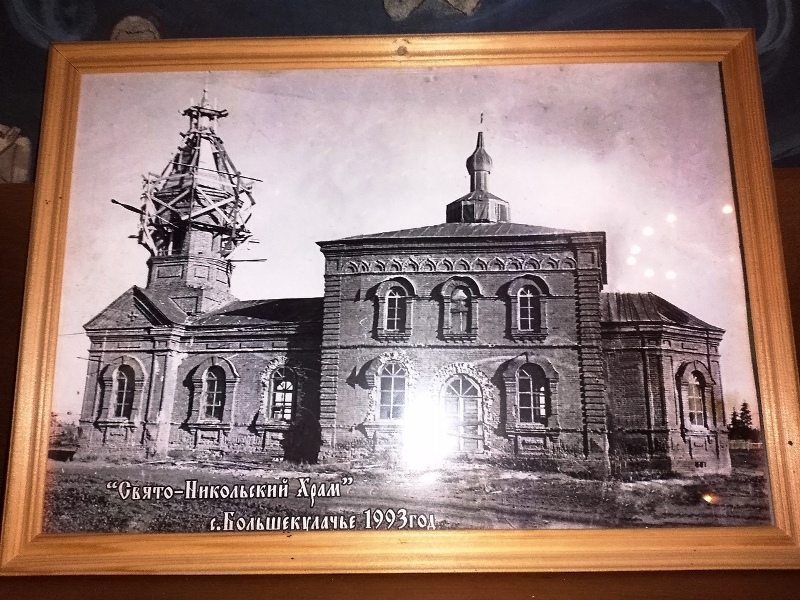 "Свято-Никольский Храм"
с.Большекулачье 1993год